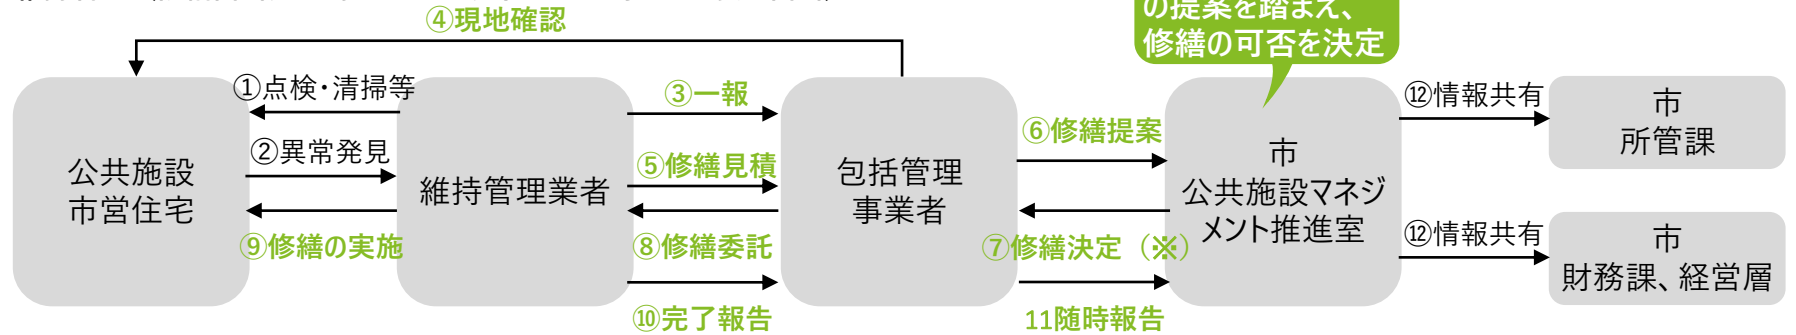 ④現地確認
の提案を踏まえ、
修繕の可否を決定
①点検・清掃等
③一報
⑫情報共有
市
所管課
②異常発見
⑥修繕提案
公共施設
市営住宅
維持管理業者
⑤修繕見積
包括管理
事業者
市
公共施設マネジ
メント推進室
⑨修繕の実施
⑧修繕委託
⑦修繕決定（※）
⑫情報共有
市
財務課、経営層
⑩完了報告
11随時報告